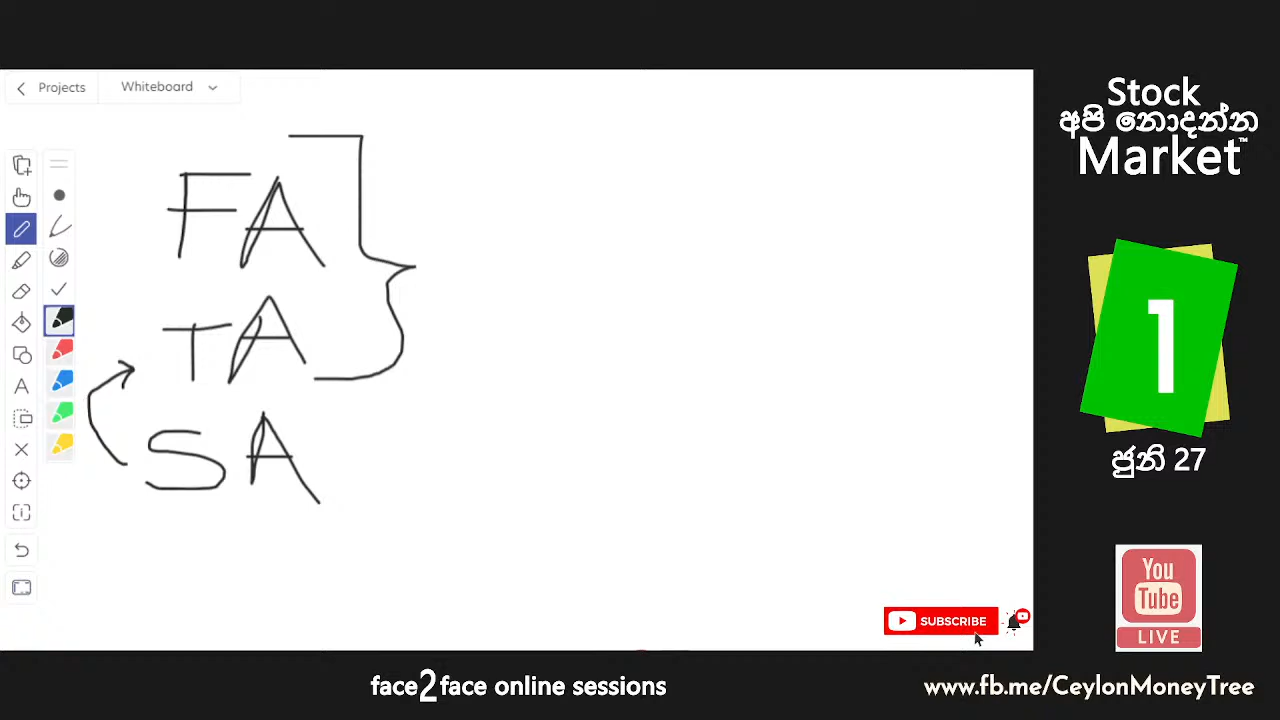 Projects
Whiteboard
FA
TA
SA
A
SUBSCRIBE
Stock
අපි නොදන්න
Market™
1
ජුනි 27
You
Tube
LIVE
face2face online sessions
www.fb.me/CeylonMoneyTree